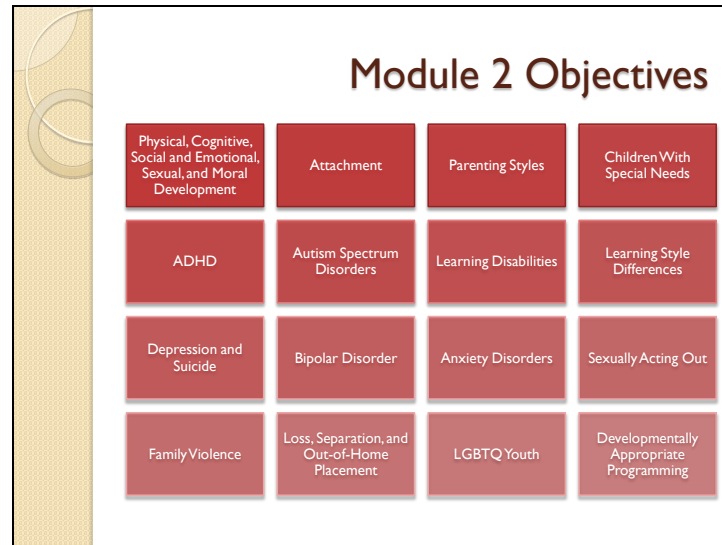 Module 2 Objectives
Physical, Cognitive,
Social and Emotional,
Sexual, and Moral
Development
Attachment
Parenting Styles
Children With
Special Needs
ADHD
Autism Spectrum
Disorders
Learning Disabilities
Learning Style
Differences
Depression and
Suicide
Bipolar Disorder
Anxiety Disorders
Sexually Acting Out
Family Violence
Loss, Separation, and
Out-of-Home
Placement
LGBTQ Youth
Developmentally
Appropriate
Programming